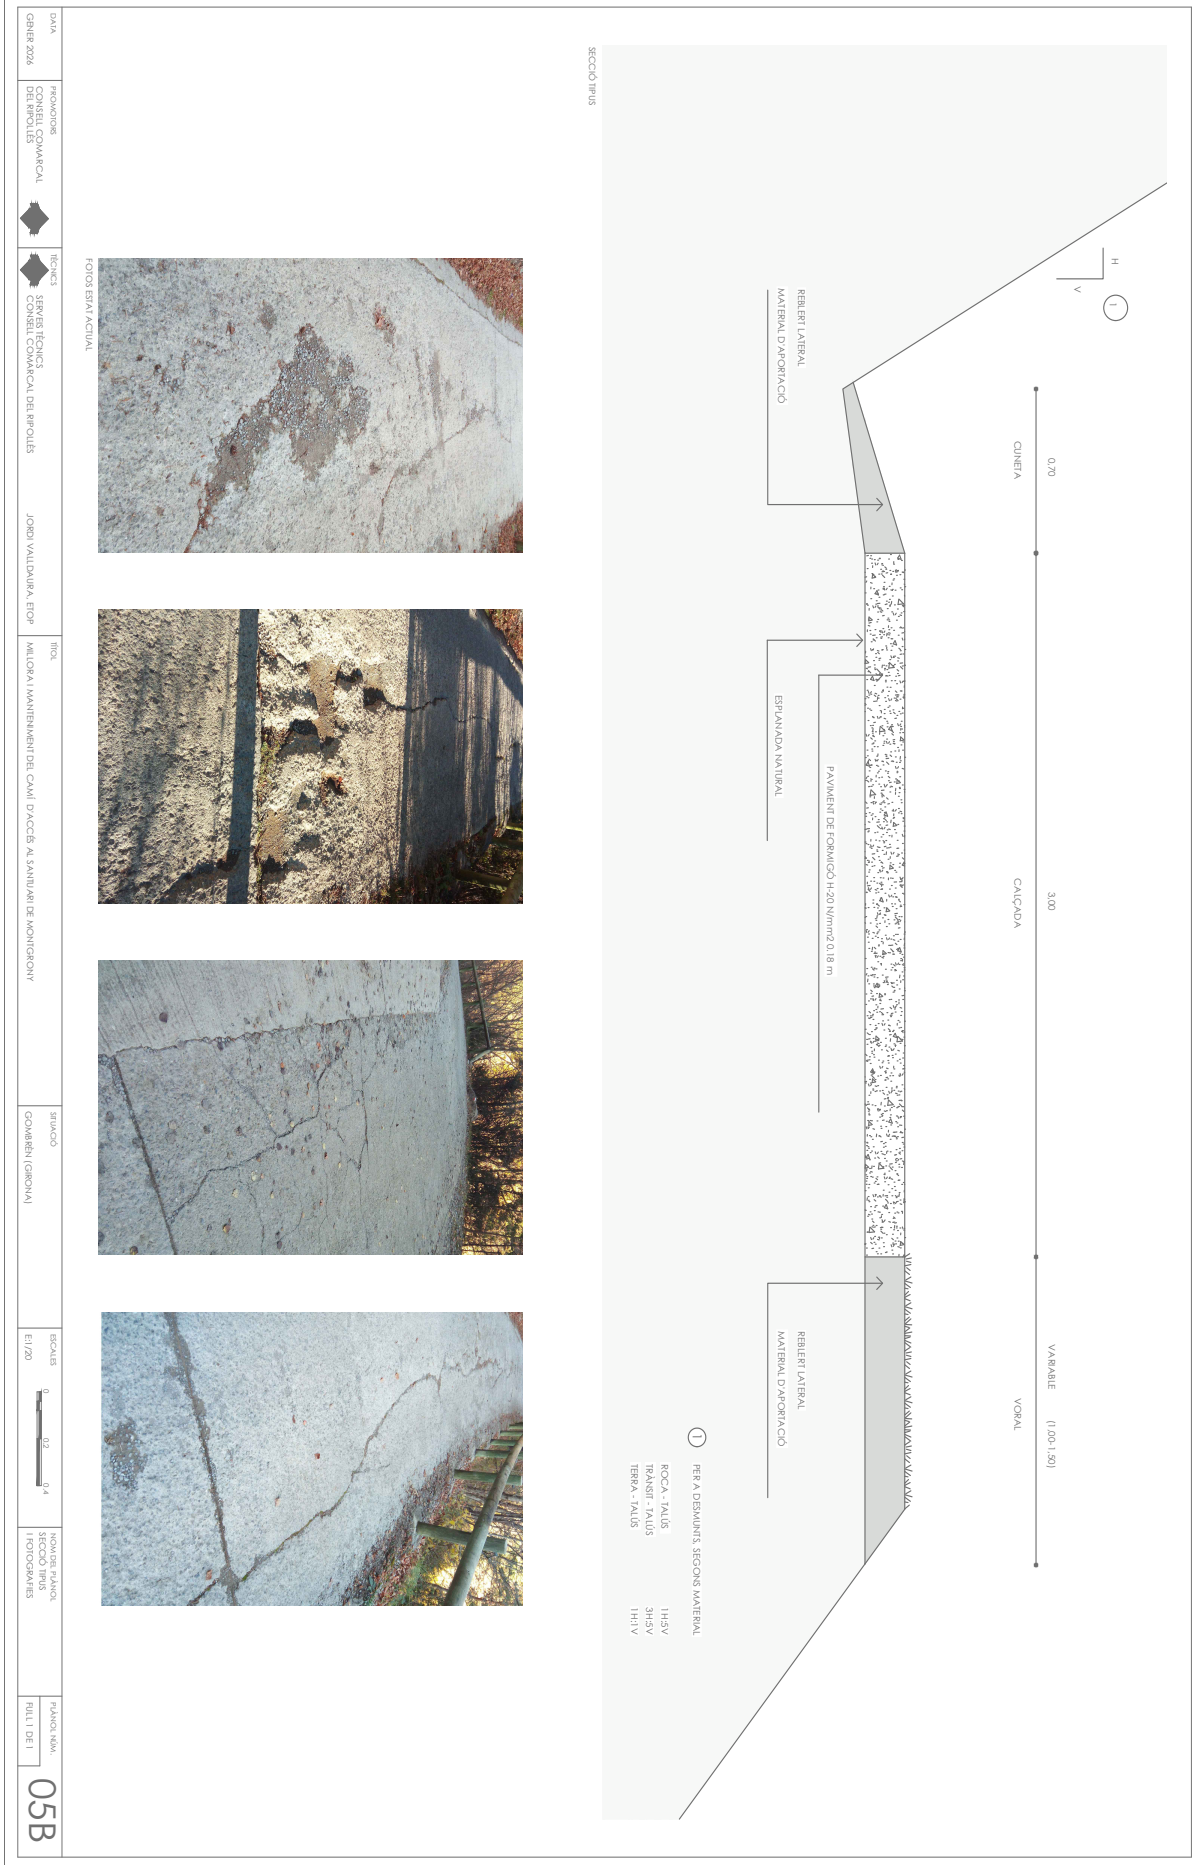 1
H
V
0,70
3,00
VARIABLE (1,00-1,50)
CUNETA
CALÇADA
VORAL
REBLERT LATERAL
MATERIAL D'APORTACIÓ
ESPLANADA NATURAL
PAVIMENT DE FORMIGÓ H-20 N/mm2 0.18 m
REBLERT LATERAL
MATERIAL D'APORTACIÓ
1 PER A DESMUNTS, SEGONS MATERIAL
ROCA - TALÚS 1H:5V
TRÀNSIT - TALÚS 3H:5V
TERRA - TALÚS 1H:1V
SECCIÓ TIPUS
FOTOS ESTAT ACTUAL
DATA
GENER 2026
PROMOTORS
CONSELL COMARCAL
DEL RIPOLLÈS
TÈCNICS
SERVEIS TÈCNICS
CONSELL COMARCAL DEL RIPOLLÈS
JORDI VALLDAURA, ETOP
TÍTOL
MILLORA I MANTENIMENT DEL CAMÍ D'ACCÉS AL SANTUARI DE MONTGRONY
SITUACIÓ
GOMBRÈN (GIRONA)
ESCALES
E:1/20
0 0.2 0.4
NOM DEL PLÀNOL
SECCIÓ TIPUS
I FOTOGRAFIES
PLÀNOL NÚM.
FULL 1 DE 1
05B